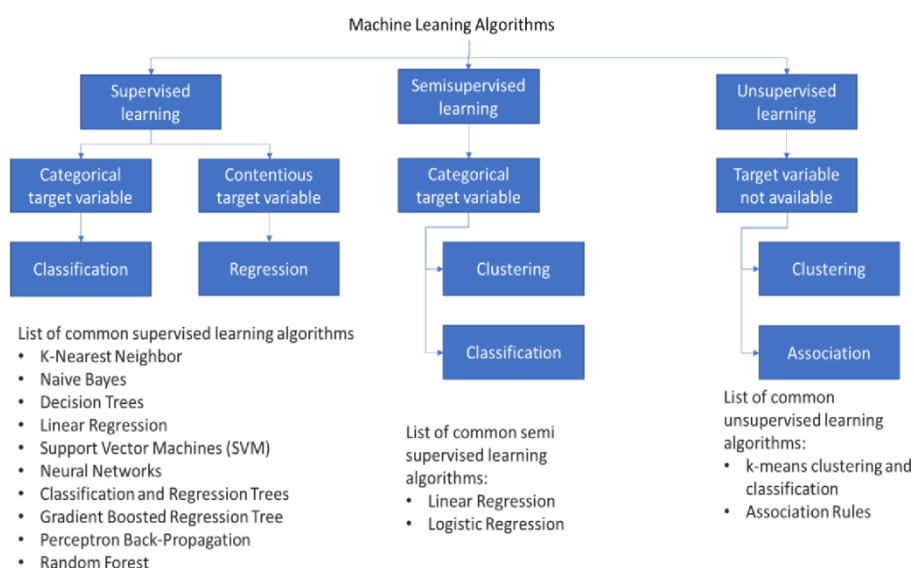 Machine Leaning Algorithms
Supervised
learning
Semisupervised
learning
Unsupervised
learning
Categorical
target variable
Contentious
target variable
Categorical
target variable
Target variable
not available
Classification
Regression
Clustering
Clustering
Classification
Association
List of common supervised learning algorithms
• K-Nearest Neighbor
• Naive Bayes
• Decision Trees
• Linear Regression
• Support Vector Machines (SVM)
• Neural Networks
• Classification and Regression Trees
• Gradient Boosted Regression Tree
• Perceptron Back-Propagation
• Random Forest
List of common semi
supervised learning
algorithms:
• Linear Regression
• Logistic Regression
List of common
unsupervised learning
algorithms:
• k-means clustering and
classification
• Association Rules